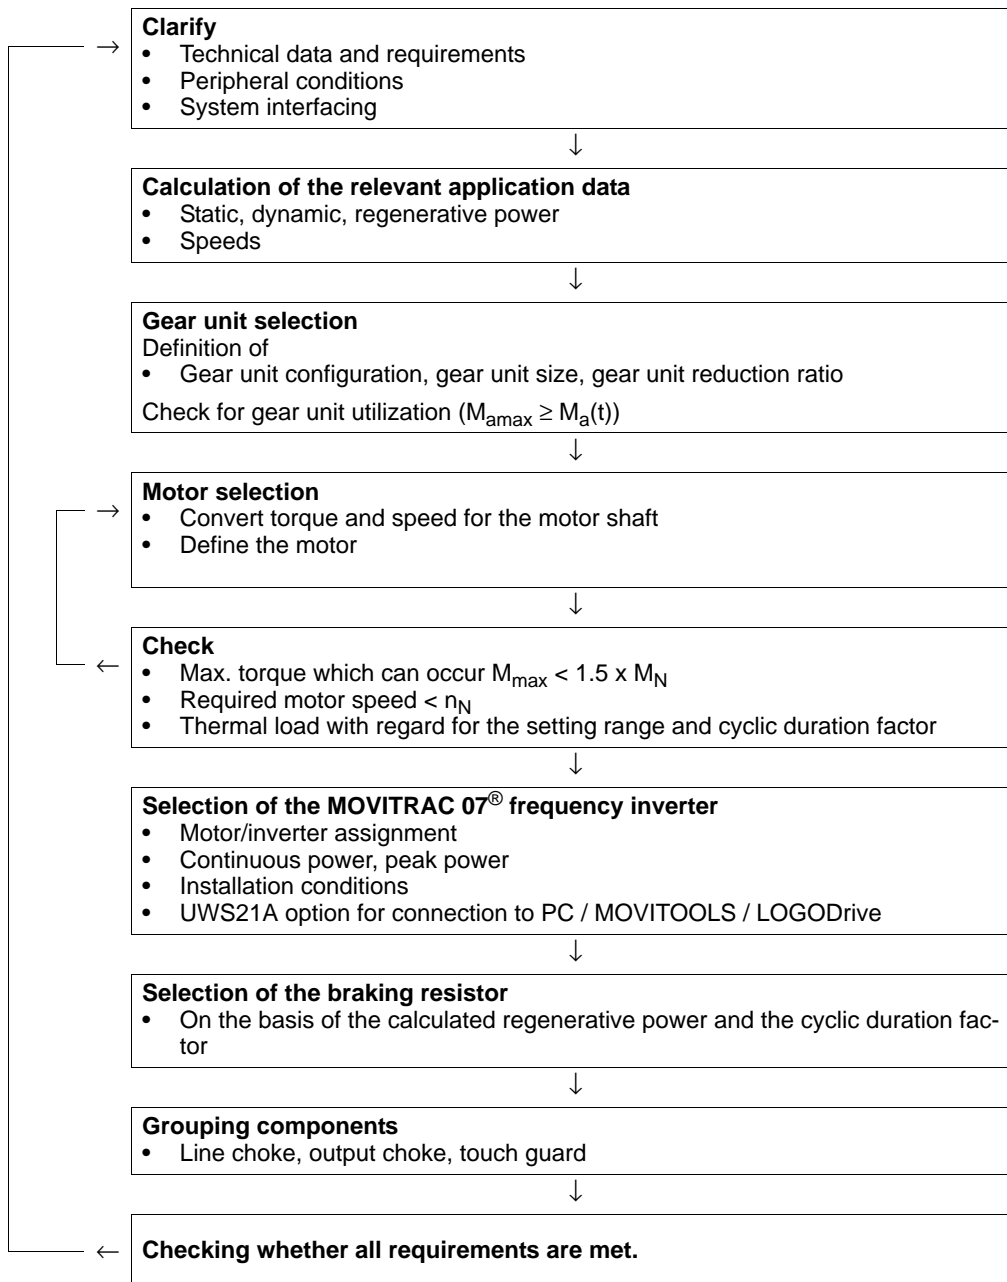 Clarify
• Technical data and requirements
• Peripheral conditions
• System interfacing
↓
Calculation of the relevant application data
• Static, dynamic, regenerative power
• Speeds
↓
Gear unit selection
Definition of
• Gear unit configuration, gear unit size, gear unit reduction ratio
Check for gear unit utilization (Mamax ≥ Ma(t))
↓
→
Motor selection
• Convert torque and speed for the motor shaft
• Define the motor
↓
←
Check
• Max. torque which can occur Mmax < 1.5 x MN
• Required motor speed < nN
• Thermal load with regard for the setting range and cyclic duration factor
↓
Selection of the MOVITRAC 07® frequency inverter
• Motor/inverter assignment
• Continuous power, peak power
• Installation conditions
• UWS21A option for connection to PC / MOVITOOLS / LOGODrive
↓
Selection of the braking resistor
• On the basis of the calculated regenerative power and the cyclic duration fac-
tor
↓
Grouping components
• Line choke, output choke, touch guard
↓
← Checking whether all requirements are met.